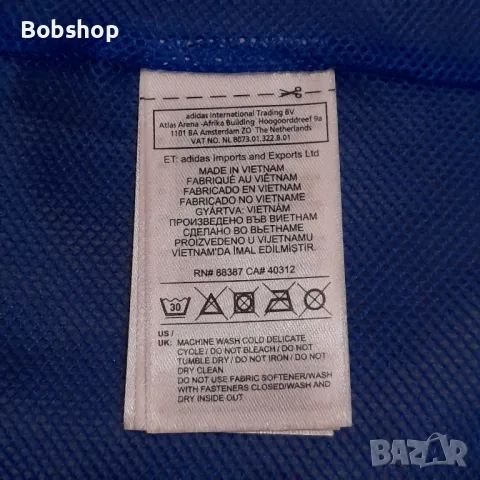 Bobshop
adidas International Trading BV.
Atlas Arena -Afrika Building Hoogoorddreef 9a
1101 BA Amsterdam ZO The Netherlands
VAT NO. NL 8073.01.322.B.01
ET: adidas Imports and Exports Ltd
MADE IN VIETNAM
FABRIQUÉ AU VIÊTNAM
FABRICADO EN VIETNAM
FABRICADO NO VIETNAME
GYÁRTVA: VIETNÁM
ПРОИЗВЕДЕНО ВЪВ ВИЕТНАМ
СДЕЛАНО ВО ВЬЕТНАМЕ
PROIZVEDENO U VIJETNAMU
VIETNAM'DA İMAL EDİLMİŞTİR.
RN# 88387 CA# 40312
30
US /
UK: MACHINE WASH COLD DELICATE
CYCLE / DO NOT BLEACH / DO NOT
TUMBLE DRY / DO NOT IRON / DO NOT
DRY CLEAN
DO NOT USE FABRIC SOFTENER/WASH
WITH FASTENERS CLOSED/WASH AND
DRY INSIDE OUT
BAZAR